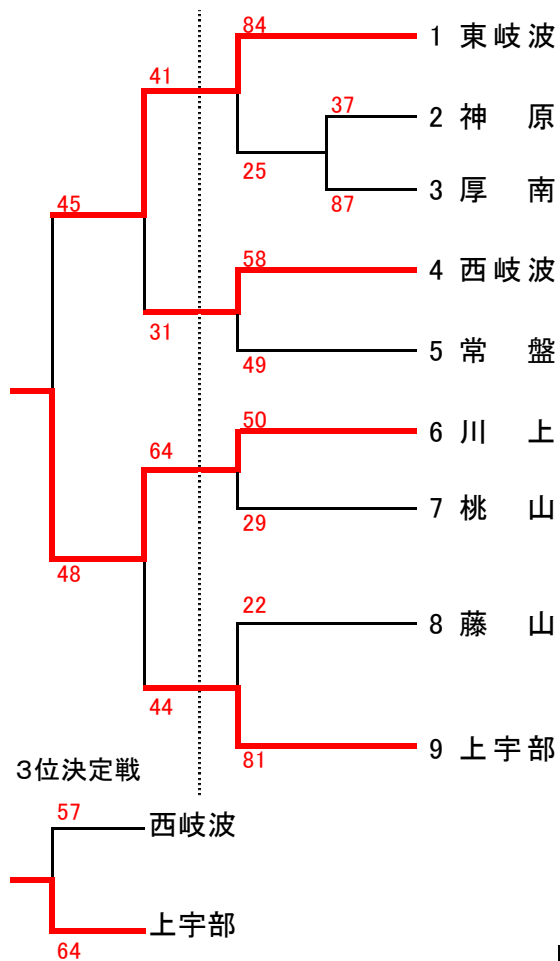 84
1 東岐波
41
37
2 神 原
25
87
3 厚 南
45
58
4 西岐波
31
49
5 常 盤
50
6 川 上
64
29
7 桃 山
48
22
8 藤 山
44
81
9 上宇部
3位決定戦
57
西岐波
上宇部
64